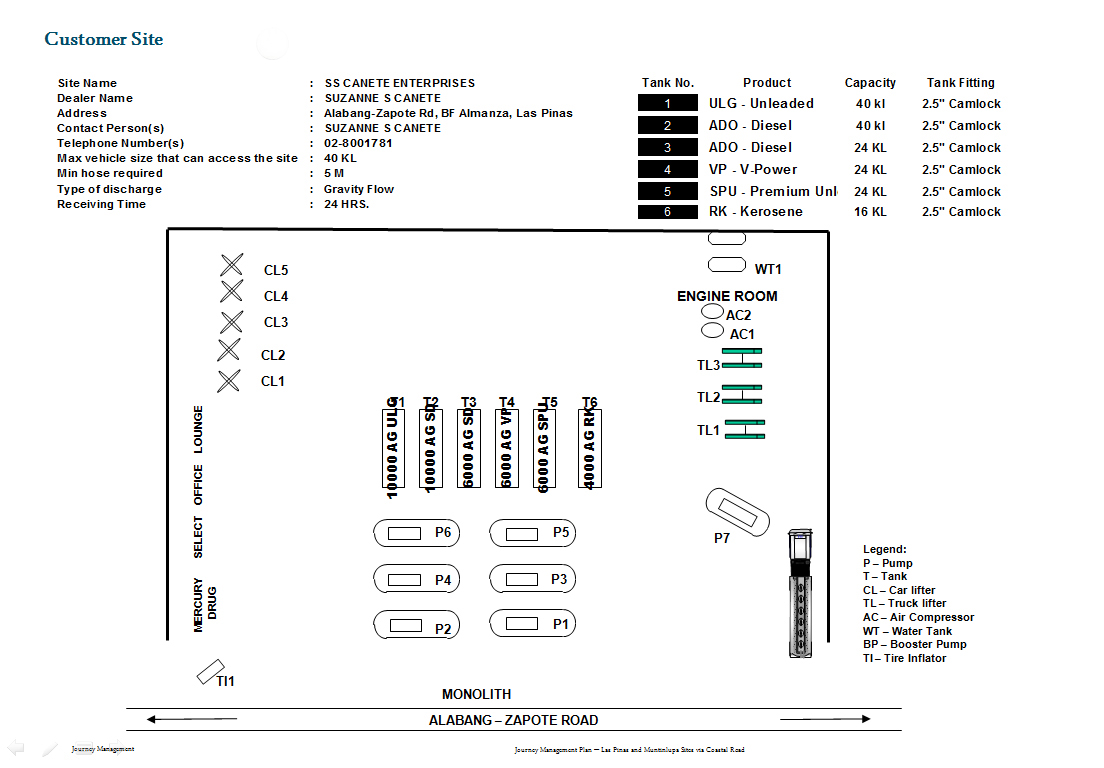 Customer Site
Site Name : SS CANETE ENTERPRISES
Dealer Name : SUZANNE S CANETE
Address : Alabang-Zapote Rd, BF Almanza, Las Pinas
Contact Person(s) : SUZANNE S CANETE
Telephone Number(s) : 02-8001781
Max vehicle size that can access the site : 40 KL
Min hose required : 5 M
Type of discharge : Gravity Flow
Receiving Time : 24 HRS.
Tank No. Product Capacity Tank Fitting
1 ULG - Unleaded 40 kl 2.5" Camlock
2 ADO - Diesel 40 kl 2.5" Camlock
3 ADO - Diesel 24 KL 2.5" Camlock
4 VP - V-Power 24 KL 2.5" Camlock
5 SPU - Premium Unl 24 KL 2.5" Camlock
6 RK - Kerosene 16 KL 2.5" Camlock
CL5
CL4
CL3
CL2
CL1
WT1
ENGINE ROOM
AC2
AC1
TL3
TL2
TL1
T1 T2 T3 T4 T5 T6
10000 AG ULG
10000 AG SD
6000 AG SD
6000 AG VP
6000 AG SPU
4000 AG RK
LOUNGE
OFFICE
SELECT
MERCURY
DRUG
P6 P5
P4 P3
P2 P1
P7
Legend:
P – Pump
T – Tank
CL – Car lifter
TL – Truck lifter
AC – Air Compressor
WT – Water Tank
BP – Booster Pump
TI – Tire Inflator
TI1
MONOLITH
ALABANG – ZAPOTE ROAD
Journey Management
Journey Management Plan — Las Pinas and Muntinlupa Sites via Coastal Road